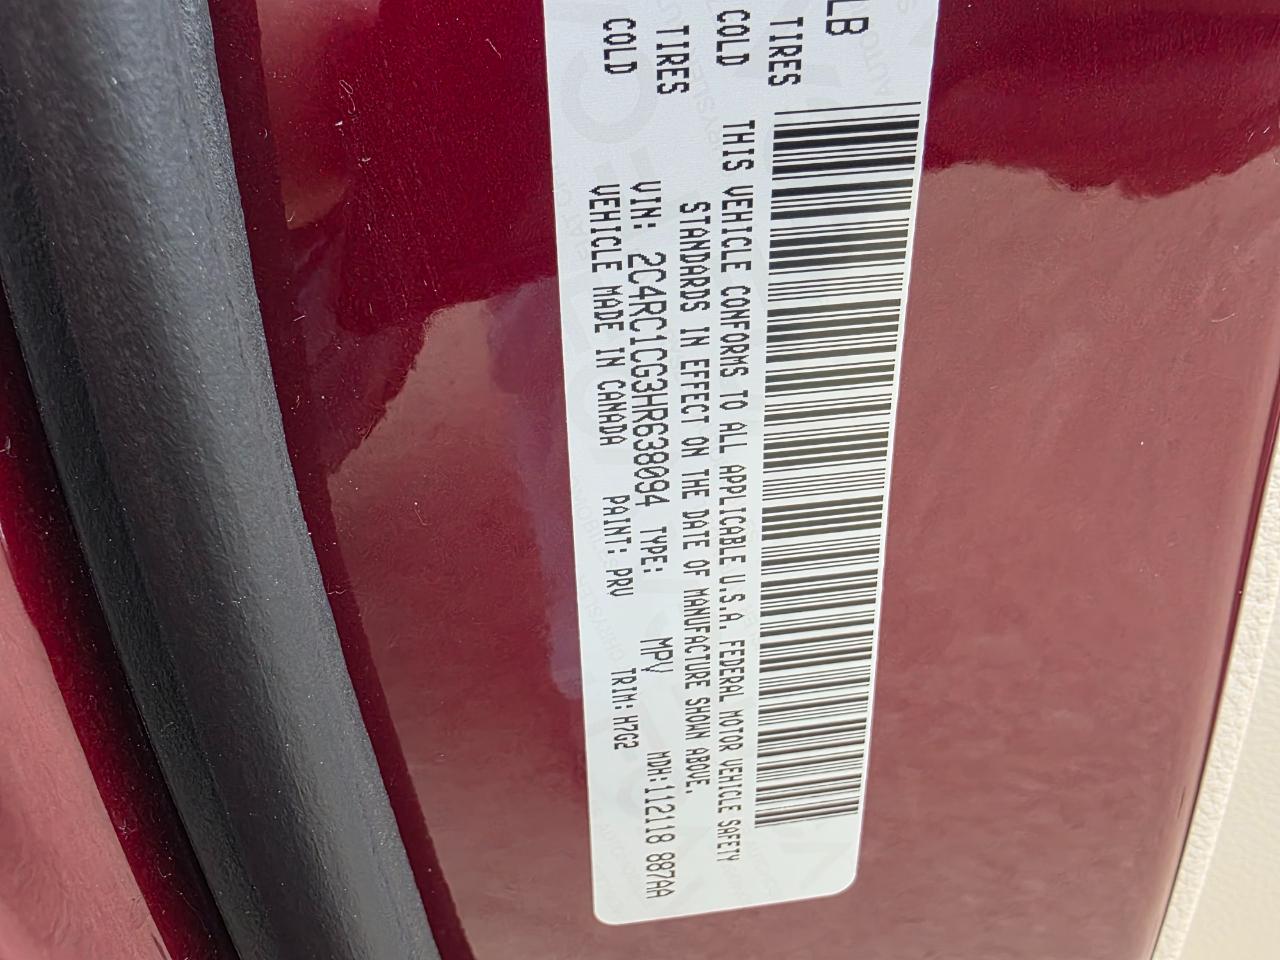 LB
TIRES
COLD
TIRES
COLD
THIS VEHICLE CONFORMS TO ALL APPLICABLE U.S.A. FEDERAL MOTOR VEHICLE SAFETY
STANDARDS IN EFFECT ON THE DATE OF MANUFACTURE SHOWN ABOVE.
VIN: 2C4RC1CG3HR638094 TYPE: MPV MDH:112118 887AA
VEHICLE MADE IN CANADA PAINT: PRV TRIM: H7G2